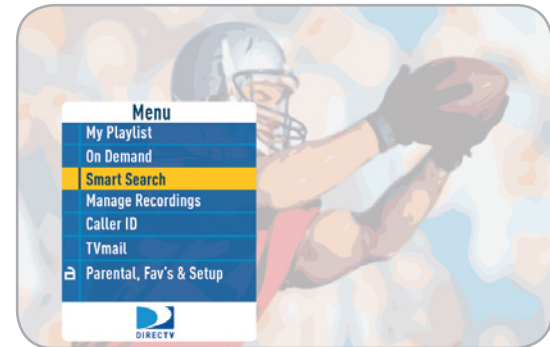 Menu
My Playlist
On Demand
Smart Search
Manage Recordings
Caller ID
TVmail
Parental, Fav's & Setup
DIRECTV